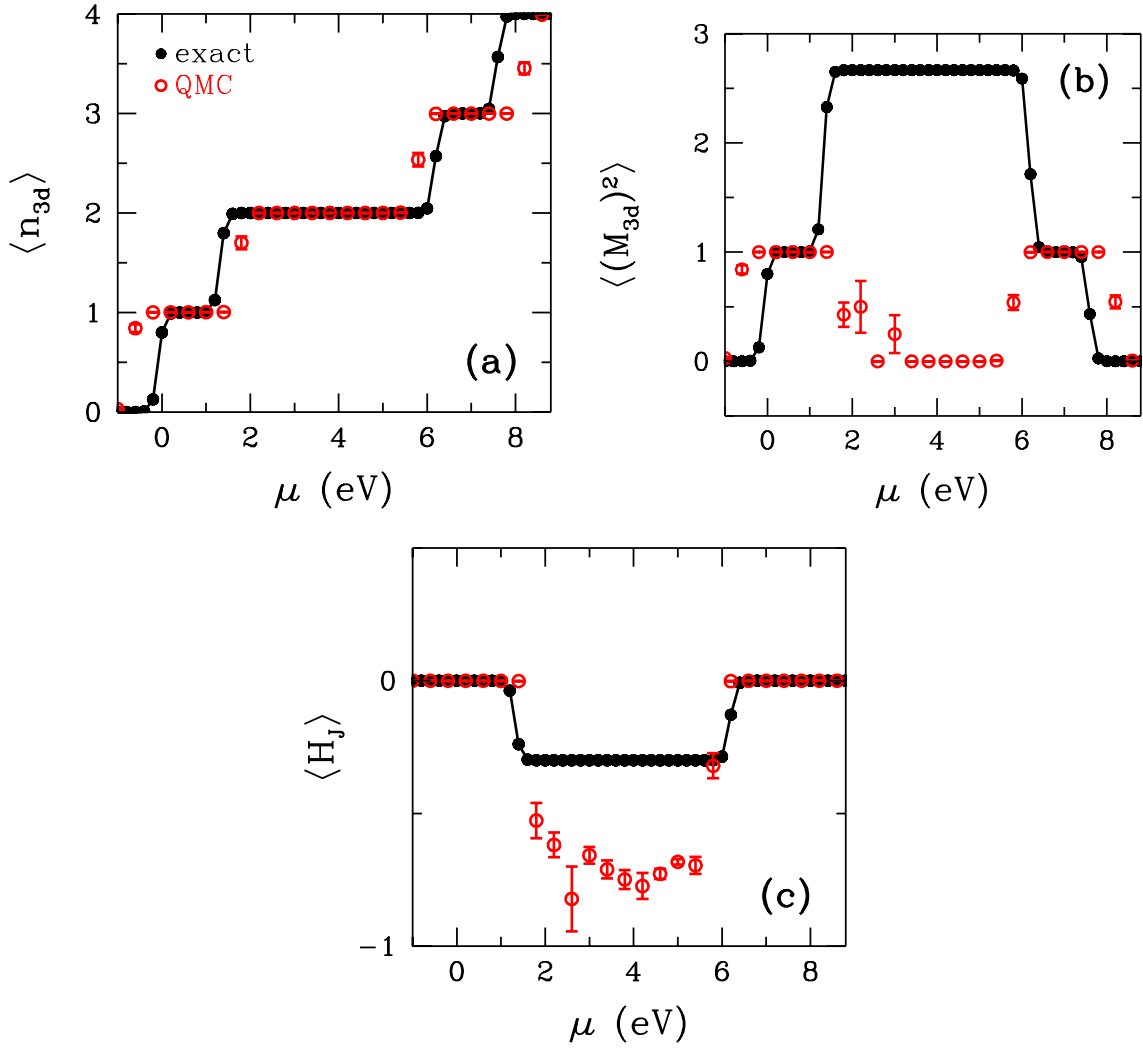 4
3
2
1
0
⟨n3d⟩
exact
QMC
(a)
0 2 4 6 8
μ (eV)
3
2
1
0
⟨(M3d)²⟩
(b)
0 2 4 6 8
μ (eV)
0
−1
⟨HJ⟩
(c)
0 2 4 6 8
μ (eV)